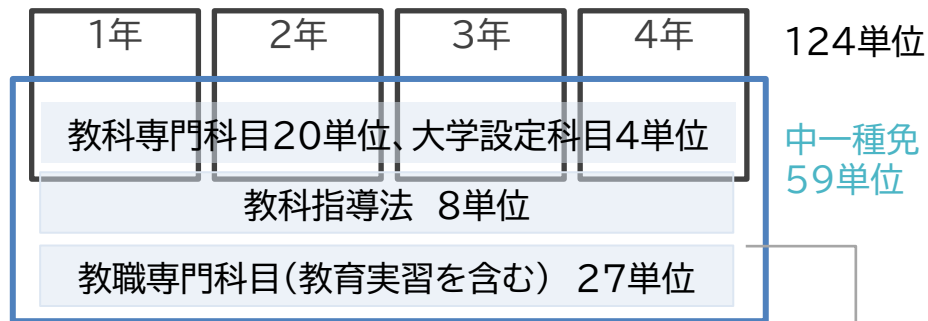 1年 2年 3年 4年 124単位
教科専門科目20単位、大学設定科目4単位
中一種免
59単位
教科指導法 8単位
教職専門科目(教育実習を含む) 27単位